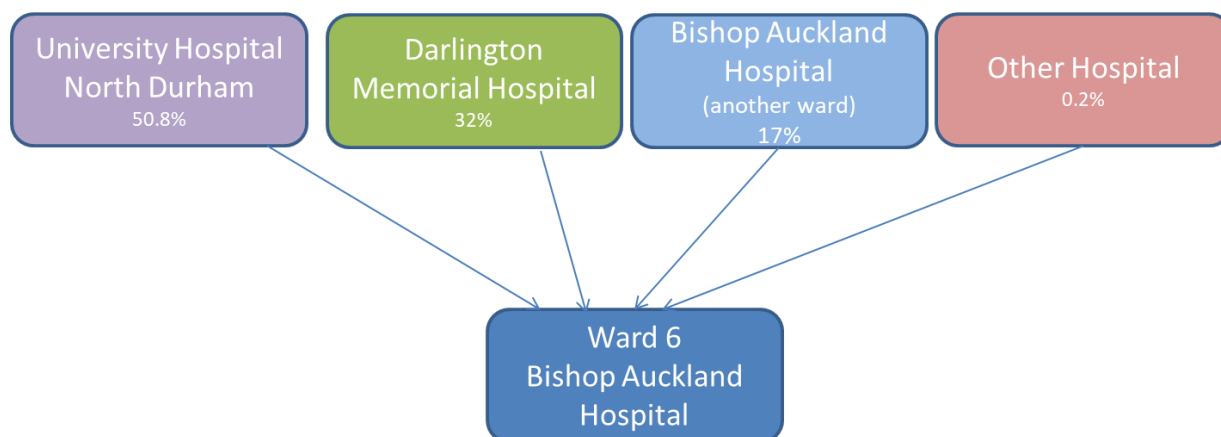 University Hospital
North Durham
50.8%
Darlington
Memorial Hospital
32%
Bishop Auckland
Hospital
(another ward)
17%
Other Hospital
0.2%
Ward 6
Bishop Auckland
Hospital